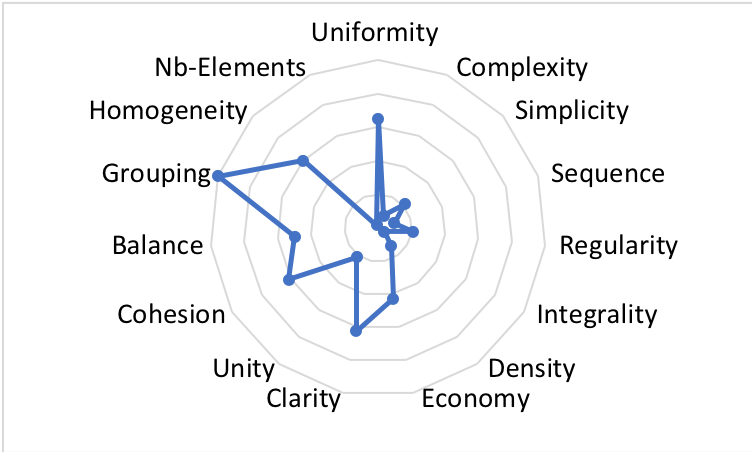 Uniformity
Complexity
Simplicity
Sequence
Regularity
Integrality
Density
Economy
Clarity
Unity
Cohesion
Balance
Grouping
Homogeneity
Nb-Elements